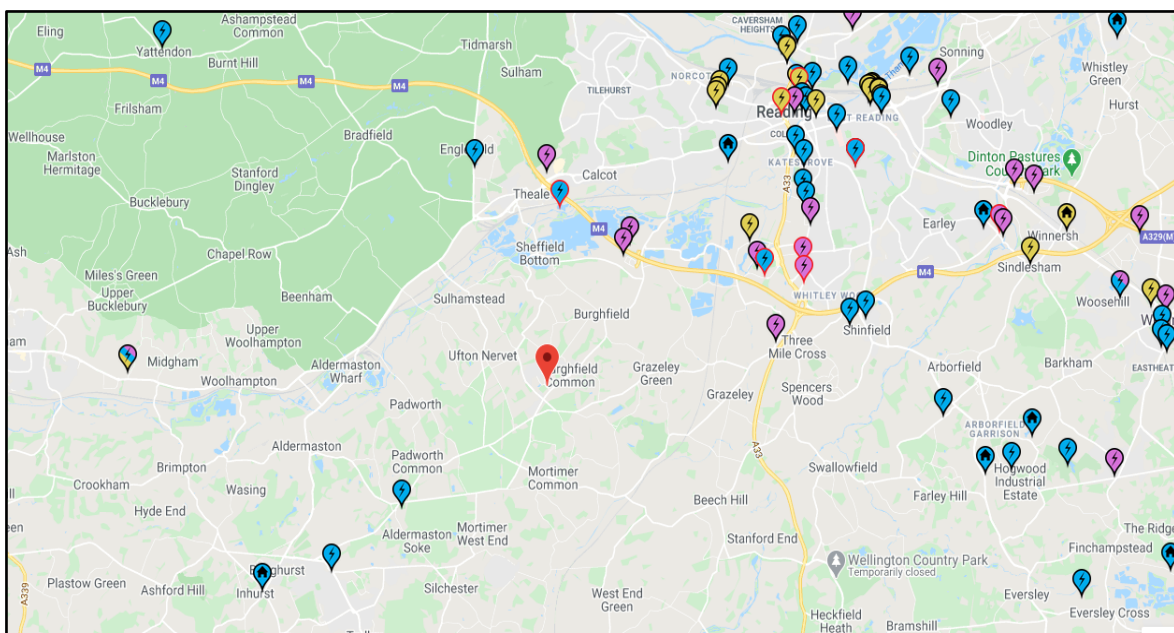 Eling
Ashampstead
Common
Yattendon
Burnt Hill
Tidmarsh
CAVERSHAM
HEIGHTS
Sonning
Whistley
Green
M4
M4
M4
Sulham
NORCOT
Frilsham
TILEHURST
Reading
Hurst
Wellhouse
Bradfield
Woodley
Marlston
Hermitage
KATESGROVE
Dinton Pastures
Stanford
Dingley
Calcot
A33
Theale
Bucklebury
M4
Earley
Winnersh
A329(M)
Ash
Chapel Row
Sheffield
Bottom
M4
Sindlesham
Miles's Green
Upper
Bucklebury
Beenham
Sulhamstead
WHITLEY
Woosehill
Burghfield
Shinfield
Upper
Woolhampton
Three
Mile Cross
Midgham
Aldermaston
Wharf
Ufton Nervet
Common
Grazeley
Green
Barkham
Arborfield
Woolhampton
Grazeley
Spencers
Wood
Padworth
ARBORFIELD
GARRISON
Aldermaston
A33
Padworth
Common
Brimpton
Mortimer
Common
Swallowfield
Hogwood
Industrial
Estate
Crookham
Wasing
Beech Hill
Farley Hill
Hyde End
Aldermaston
Soke
Mortimer
West End
Stanford End
The Ridge
Finchampstead
Wellington Country Park
Temporarily closed
A339
Plastow Green
Ashford Hill
Inhurst
Silchester
West End
Green
Eversley
Heckfield
Heath
Bramshill
Eversley Cross